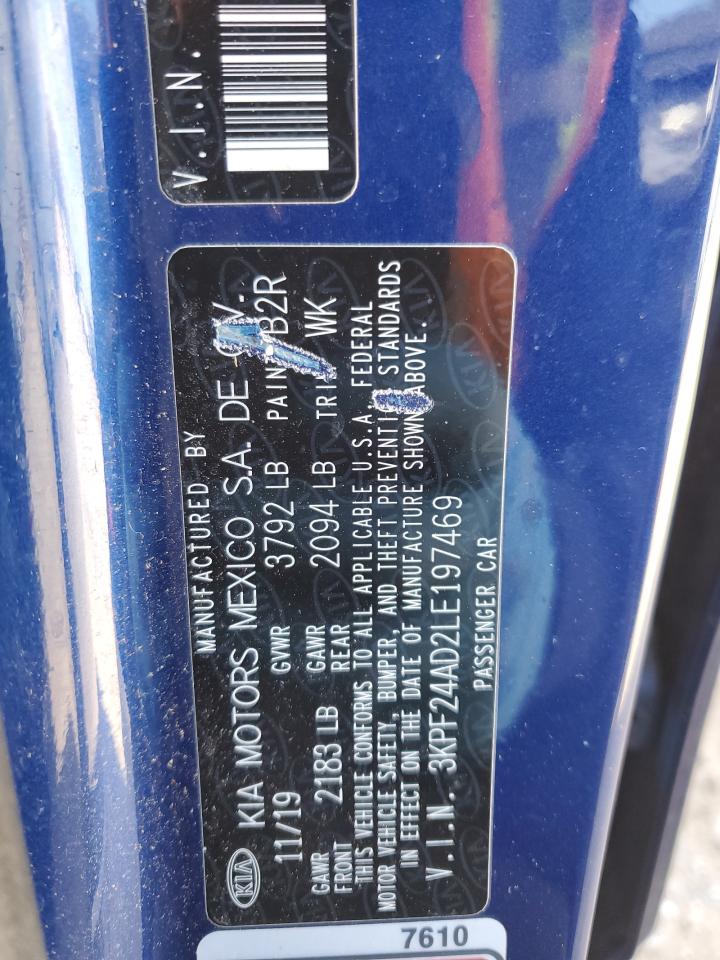 V.I.N.
MANUFACTURED BY
KIA KIA MOTORS MEXICO S.A. DE C.V.
11/19 GVWR 3792 LB PAINT B2R
GAWR FRONT 2183 LB GAWR REAR 2094 LB TRIM WK
THIS VEHICLE CONFORMS TO ALL APPLICABLE U.S.A. FEDERAL
MOTOR VEHICLE SAFETY, BUMPER, AND THEFT PREVENTI STANDARDS
IN EFFECT ON THE DATE OF MANUFACTURE SHOWN ABOVE.
V.I.N. 3KPF24AD2LE197469
PASSENGER CAR
7610